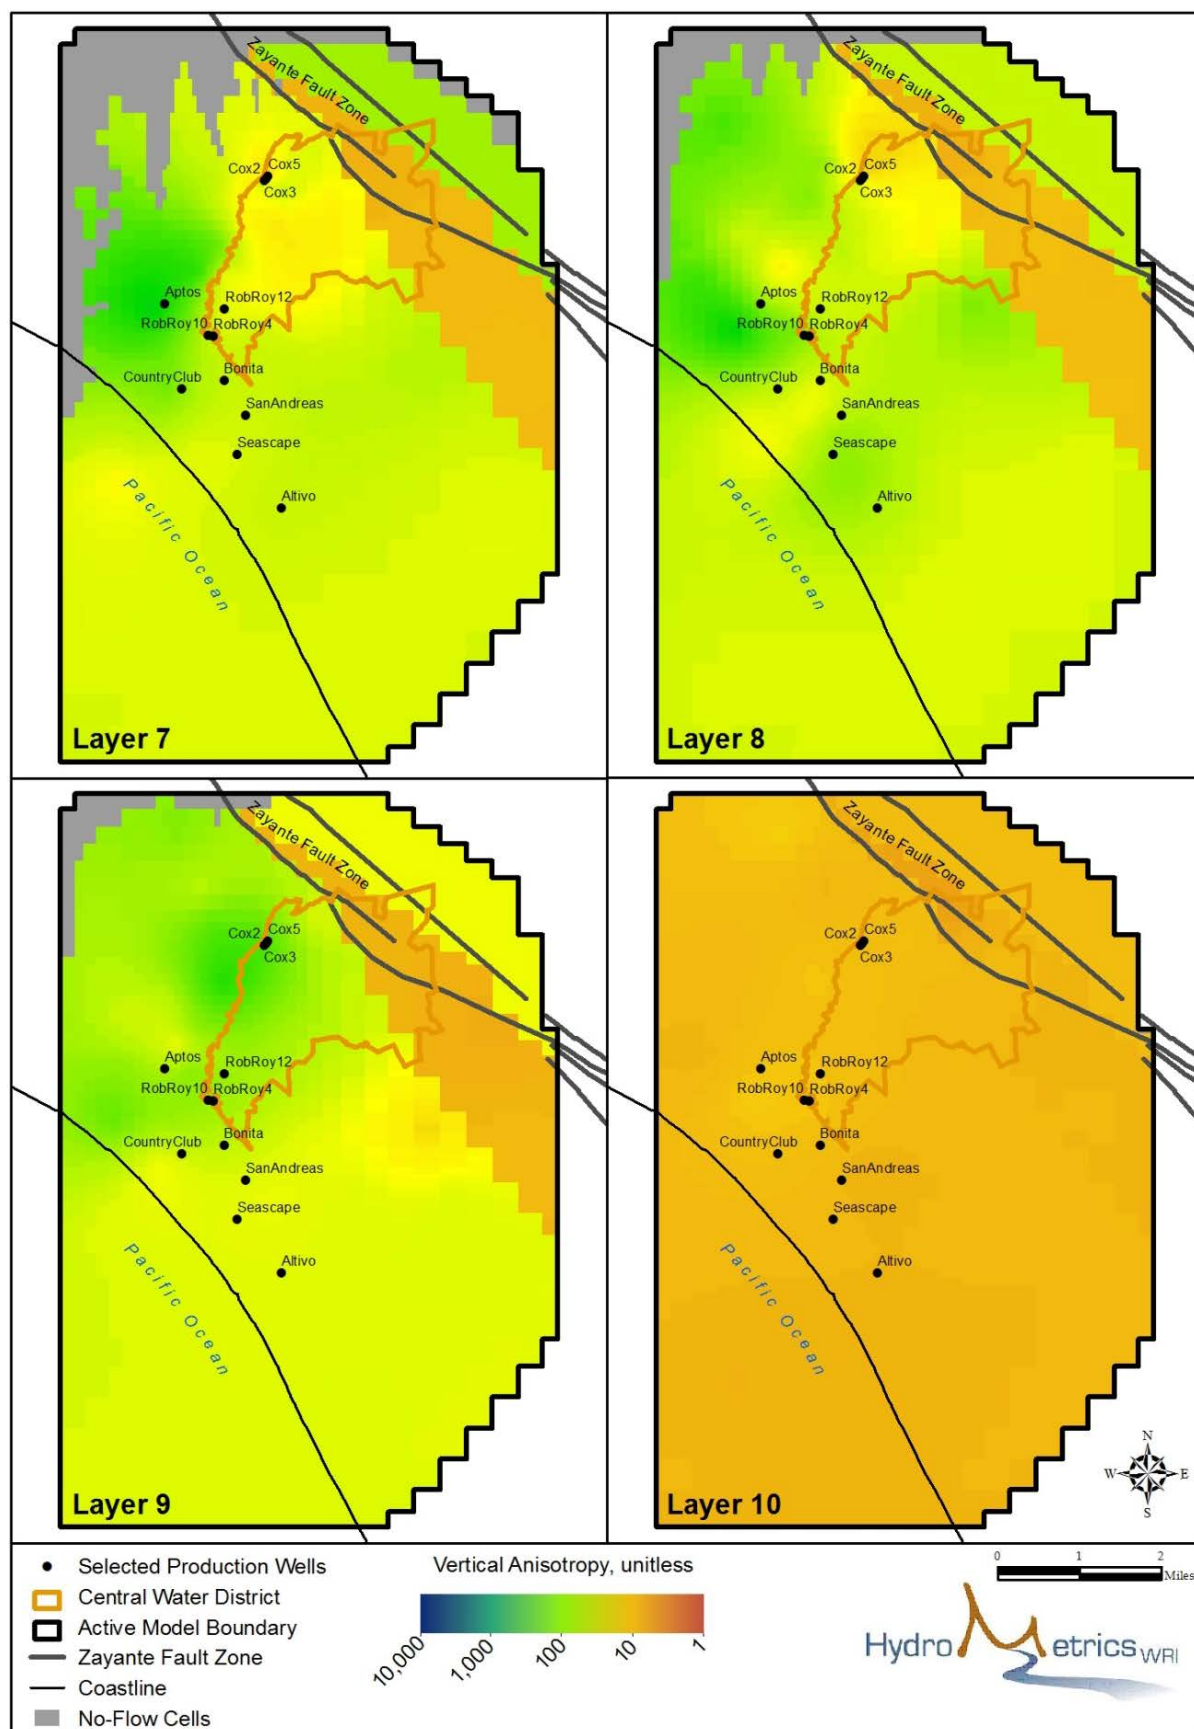 Zayante Fault Zone
Cox2
Cox5
Cox3
Aptos
RobRoy12
RobRoy10
RobRoy4
CountryClub
Bonita
SanAndreas
Seascape
Altivo
Pacific Ocean
Layer 7
Zayante Fault Zone
Cox2
Cox5
Cox3
Aptos
RobRoy12
RobRoy10
RobRoy4
CountryClub
Bonita
SanAndreas
Seascape
Altivo
Pacific Ocean
Layer 8
Zayante Fault Zone
Cox2
Cox5
Cox3
Aptos
RobRoy12
RobRoy10
RobRoy4
CountryClub
Bonita
SanAndreas
Seascape
Altivo
Pacific Ocean
Layer 9
Zayante Fault Zone
Cox2
Cox5
Cox3
Aptos
RobRoy12
RobRoy10
RobRoy4
CountryClub
Bonita
SanAndreas
Seascape
Altivo
Pacific Ocean
Layer 10
N
W E
S
Selected Production Wells
Central Water District
Active Model Boundary
Zayante Fault Zone
Coastline
No-Flow Cells
Vertical Anisotropy, unitless
10,000 1,000 100 10 1
0 1 2
Miles
HydroMetrics WRI